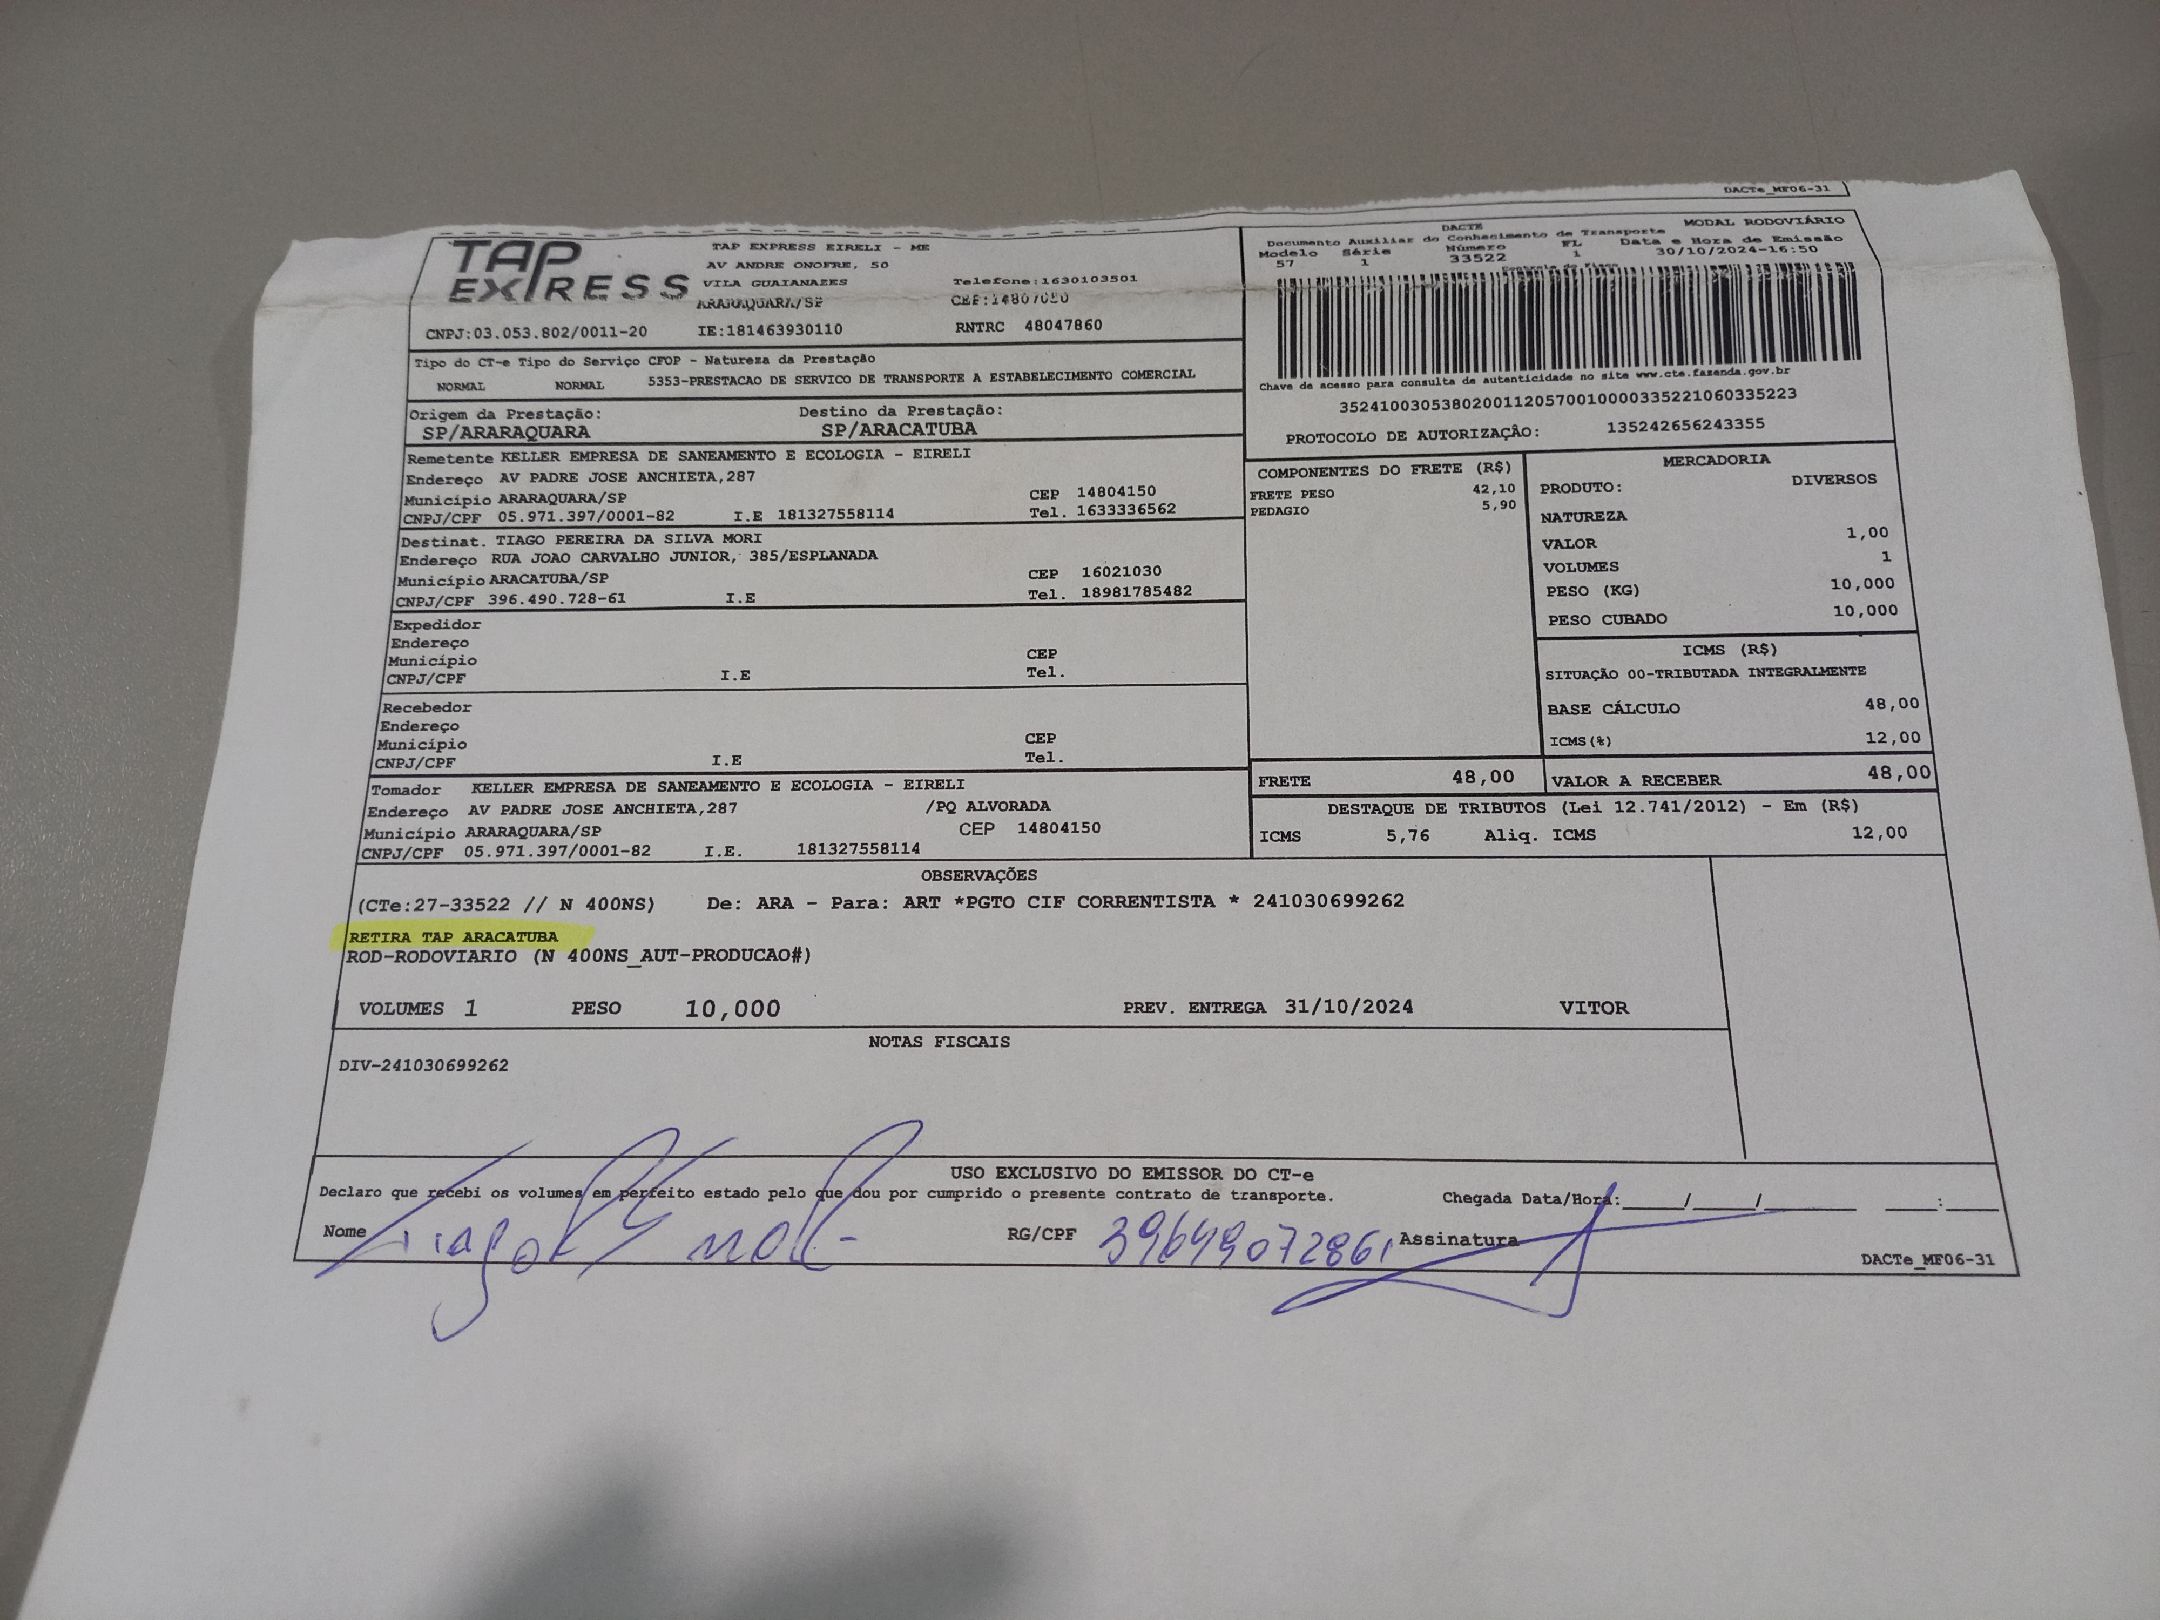 DACTe_MF06-31
TAP EXPRESS
TAP EXPRESS EIRELI - ME
AV ANDRE ONOFRE, 50
VILA GUAIANAZES Telefone:1630103501
ARARAQUARA/SP CEP:14807050
CNPJ:03.053.802/0011-20 IE:181463930110 RNTRC 48047860
DACTE MODAL RODOVIÁRIO
Documento Auxiliar do Conhecimento de Transporte
Modelo Série Número FL Data e Hora de Emissão
57 1 33522 1 30/10/2024-16:50
Controle do Fisco
Chave de acesso para consulta de autenticidade no site www.cte.fazenda.gov.br
35241003053802001120570010000335221060335223
PROTOCOLO DE AUTORIZAÇÃO: 135242656243355
Tipo do CT-e Tipo do Serviço CFOP - Natureza da Prestação
NORMAL NORMAL 5353-PRESTACAO DE SERVICO DE TRANSPORTE A ESTABELECIMENTO COMERCIAL
Origem da Prestação: Destino da Prestação:
SP/ARARAQUARA SP/ARACATUBA
Remetente KELLER EMPRESA DE SANEAMENTO E ECOLOGIA - EIRELI
Endereço AV PADRE JOSE ANCHIETA,287
Município ARARAQUARA/SP CEP 14804150
CNPJ/CPF 05.971.397/0001-82 I.E 181327558114 Tel. 1633336562
Destinat. TIAGO PEREIRA DA SILVA MORI
Endereço RUA JOAO CARVALHO JUNIOR, 385/ESPLANADA
Município ARACATUBA/SP CEP 16021030
CNPJ/CPF 396.490.728-61 I.E Tel. 18981785482
Expedidor
Endereço
Município CEP
CNPJ/CPF I.E Tel.
Recebedor
Endereço
Município CEP
CNPJ/CPF I.E Tel.
Tomador KELLER EMPRESA DE SANEAMENTO E ECOLOGIA - EIRELI
Endereço AV PADRE JOSE ANCHIETA,287 /PQ ALVORADA
Município ARARAQUARA/SP CEP 14804150
CNPJ/CPF 05.971.397/0001-82 I.E. 181327558114
COMPONENTES DO FRETE (R$)
FRETE PESO 42,10
PEDAGIO 5,90
MERCADORIA
PRODUTO: DIVERSOS
NATUREZA
VALOR 1,00
VOLUMES 1
PESO (KG) 10,000
PESO CUBADO 10,000
ICMS (R$)
SITUAÇÃO 00-TRIBUTADA INTEGRALMENTE
BASE CÁLCULO 48,00
ICMS(%) 12,00
FRETE 48,00 VALOR A RECEBER 48,00
DESTAQUE DE TRIBUTOS (Lei 12.741/2012) - Em (R$)
ICMS 5,76 Aliq. ICMS 12,00
OBSERVAÇÕES
(CTe:27-33522 // N 400NS) De: ARA - Para: ART *PGTO CIF CORRENTISTA * 241030699262
RETIRA TAP ARACATUBA
ROD-RODOVIARIO (N 400NS_AUT-PRODUCAO#)
VOLUMES 1 PESO 10,000 PREV. ENTREGA 31/10/2024 VITOR
NOTAS FISCAIS
DIV-241030699262
USO EXCLUSIVO DO EMISSOR DO CT-e
Declaro que recebi os volumes em perfeito estado pelo que dou por cumprido o presente contrato de transporte. Chegada Data/Hora:____/____/______ ___:___
Nome Tiago RG/CPF 39649072861 Assinatura
DACTe_MF06-31